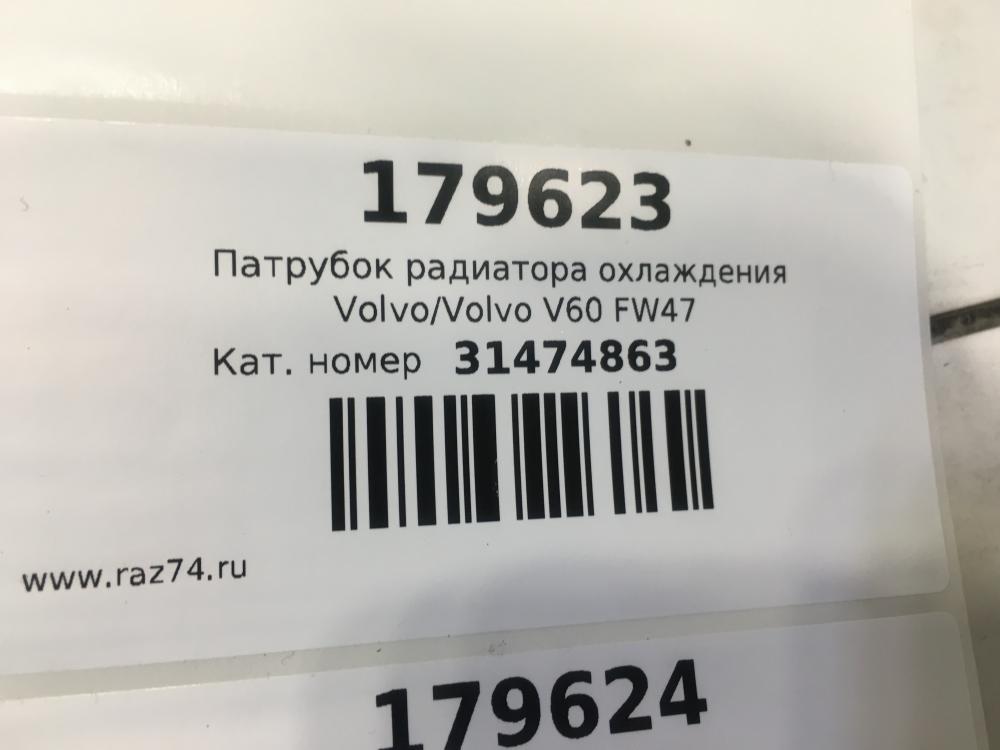 179623
Патрубок радиатора охлаждения
Volvo/Volvo V60 FW47
Кат. номер 31474863
www.raz74.ru
179624